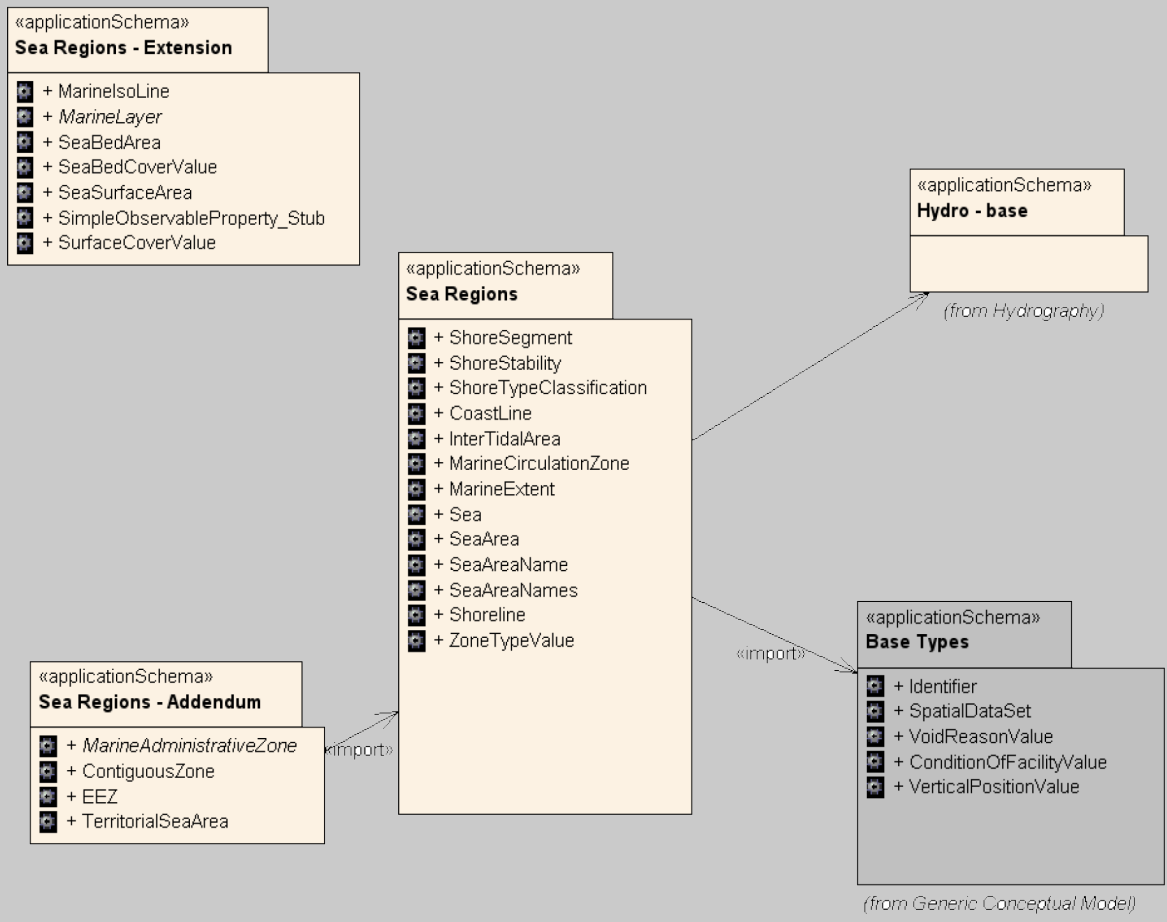 «applicationSchema»
Sea Regions - Extension
+ MarineIsoLine
+ MarineLayer
+ SeaBedArea
+ SeaBedCoverValue
+ SeaSurfaceArea
+ SimpleObservableProperty_Stub
+ SurfaceCoverValue
«applicationSchema»
Hydro - base
(from Hydrography)
«applicationSchema»
Sea Regions
+ ShoreSegment
+ ShoreStability
+ ShoreTypeClassification
+ CoastLine
+ InterTidalArea
+ MarineCirculationZone
+ MarineExtent
+ Sea
+ SeaArea
+ SeaAreaName
+ SeaAreaNames
+ Shoreline
+ ZoneTypeValue
«import»
«applicationSchema»
Base Types
+ Identifier
+ SpatialDataSet
+ VoidReasonValue
+ ConditionOfFacilityValue
+ VerticalPositionValue
(from Generic Conceptual Model)
«applicationSchema»
Sea Regions - Addendum
+ MarineAdministrativeZone
+ ContiguousZone
+ EEZ
+ TerritorialSeaArea
«import»